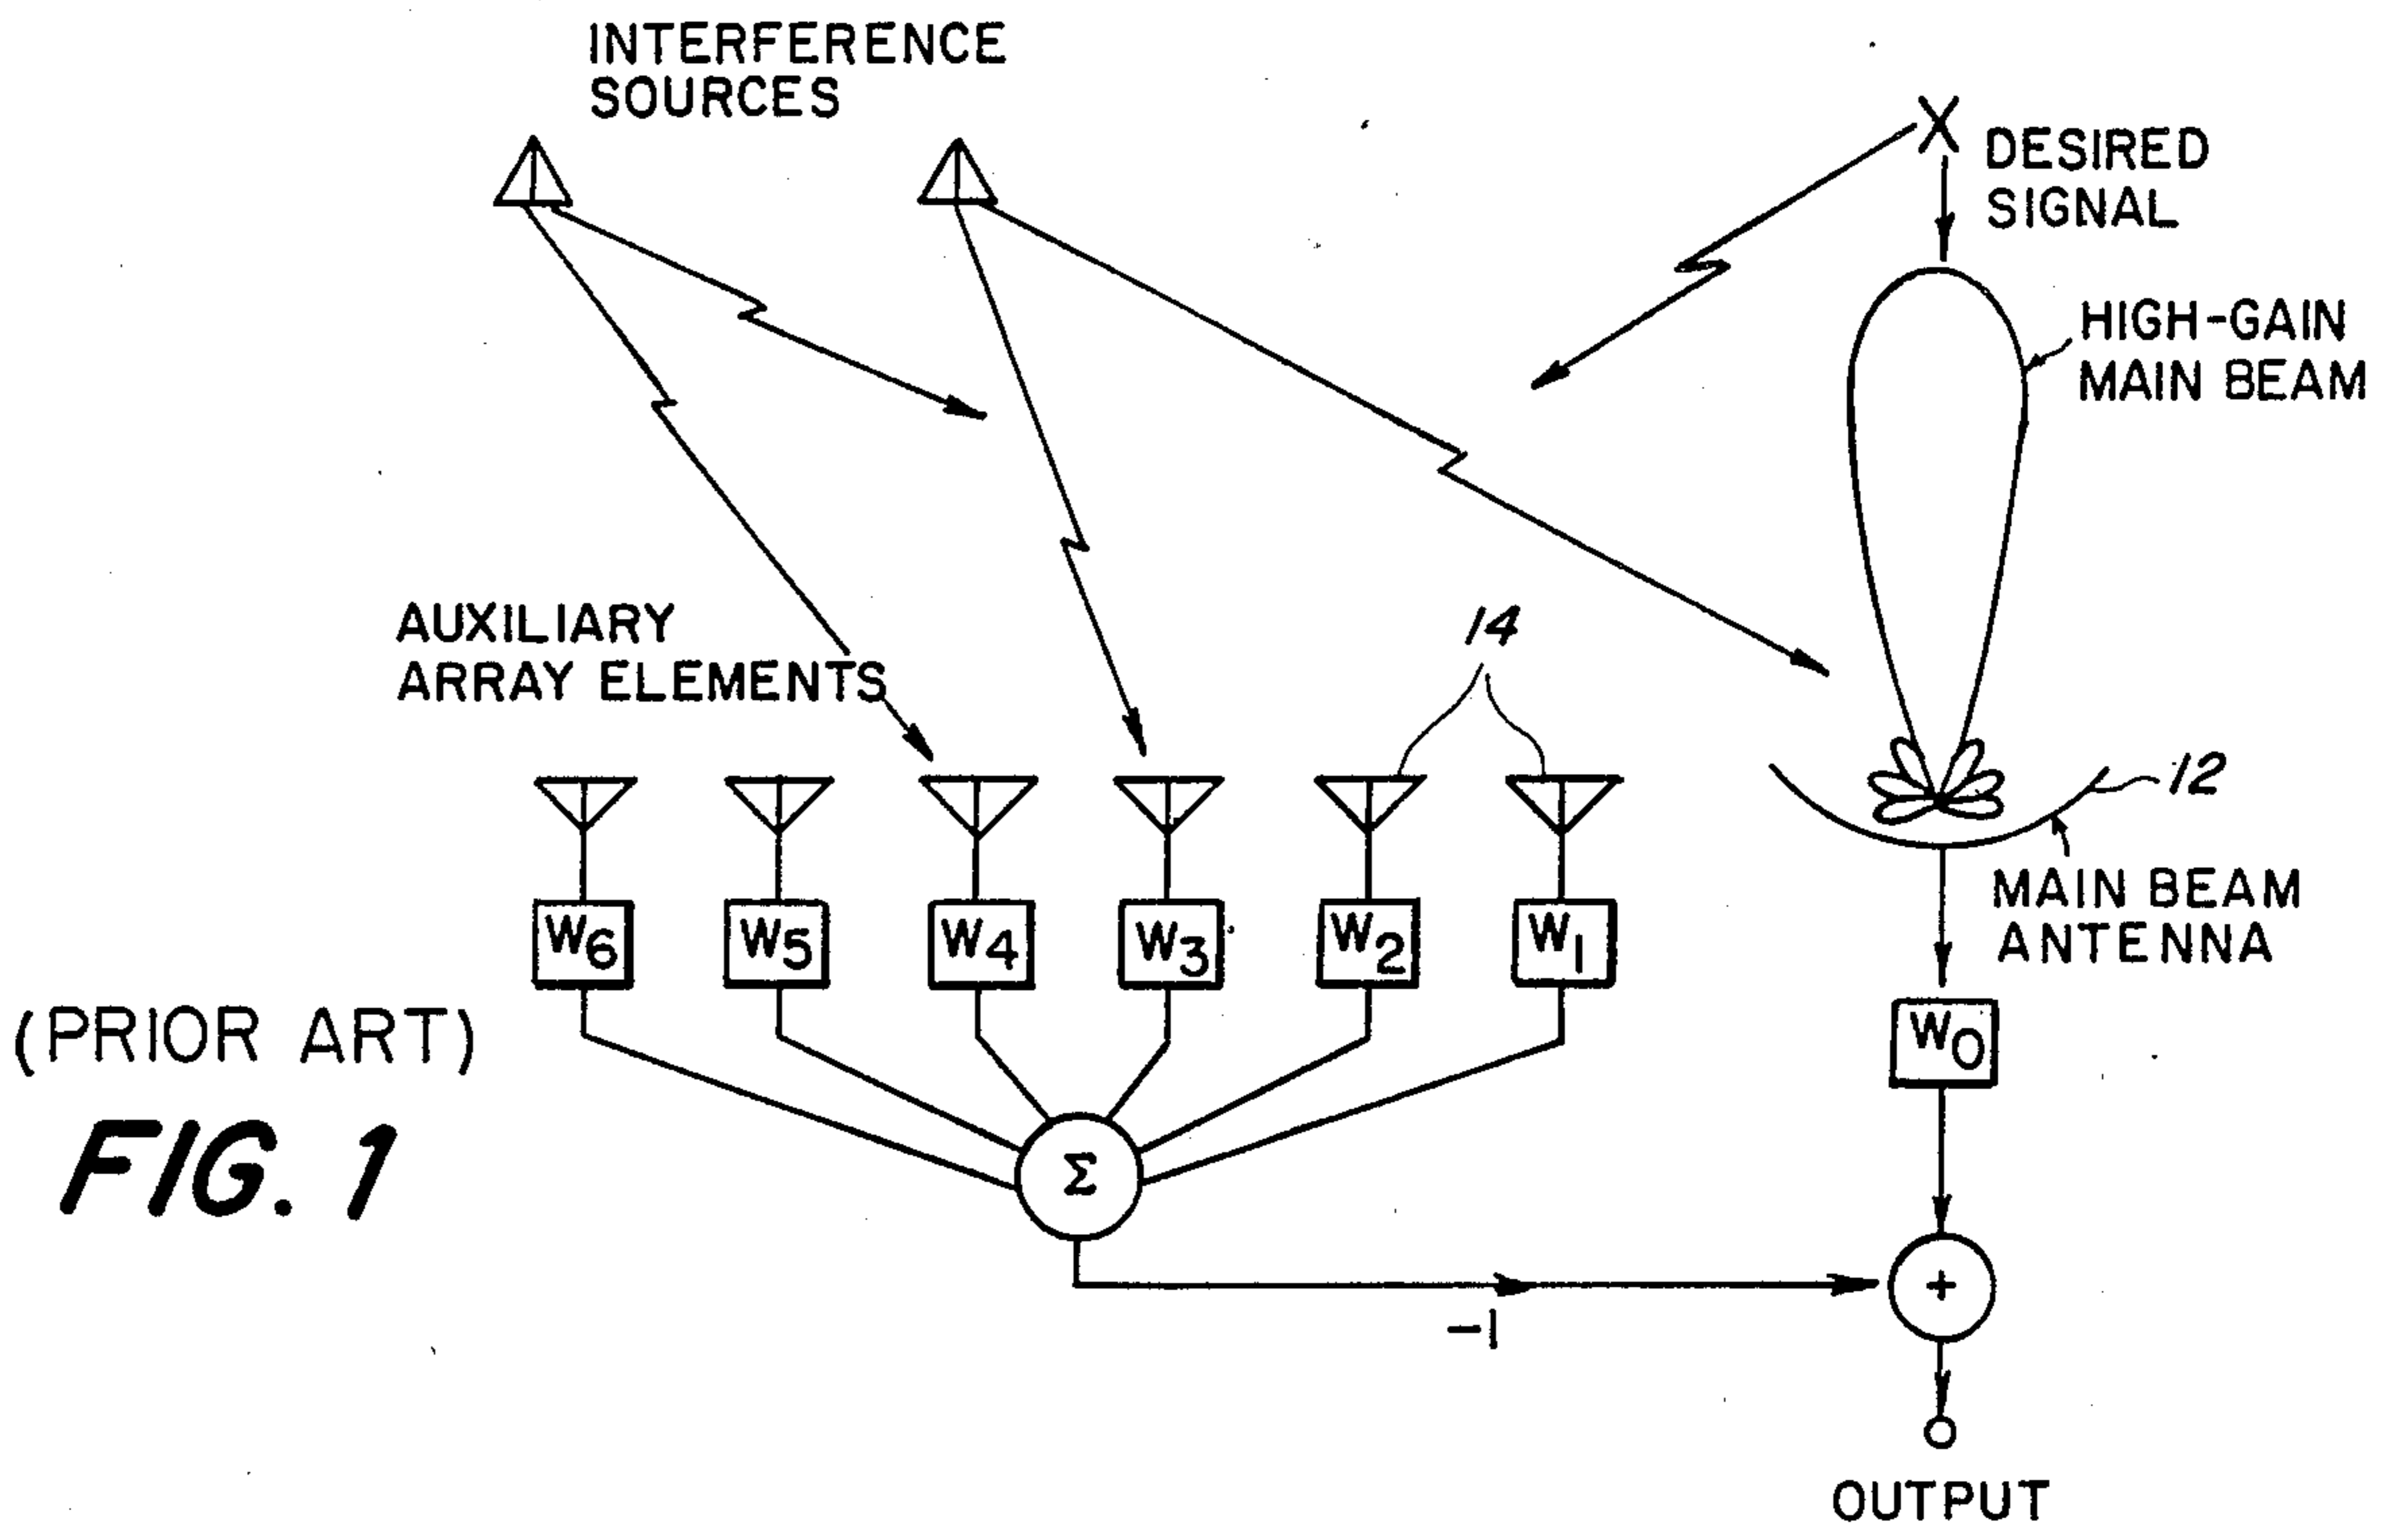 INTERFERENCE
SOURCES
X
DESIRED
SIGNAL
HIGH-GAIN
MAIN BEAM
AUXILIARY
ARRAY ELEMENTS
14
12
MAIN BEAM
ANTENNA
W6 W5 W4 W3 W2 W1
W0
(PRIOR ART)
FIG. 1
Σ
+
-1
OUTPUT